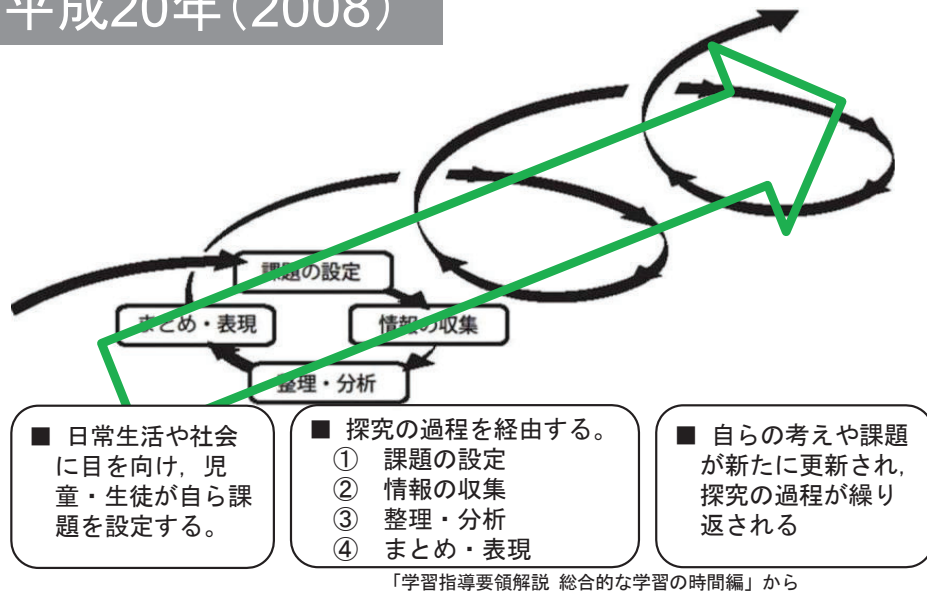 平成20年(2008)
課題の設定
まとめ・表現
情報の収集
整理・分析
■ 日常生活や社会
に目を向け,児
童・生徒が自ら課
題を設定する。
■ 探究の過程を経由する。
① 課題の設定
② 情報の収集
③ 整理・分析
④ まとめ・表現
■ 自らの考えや課題
が新たに更新され,
探究の過程が繰り
返される
「学習指導要領解説 総合的な学習の時間編」から